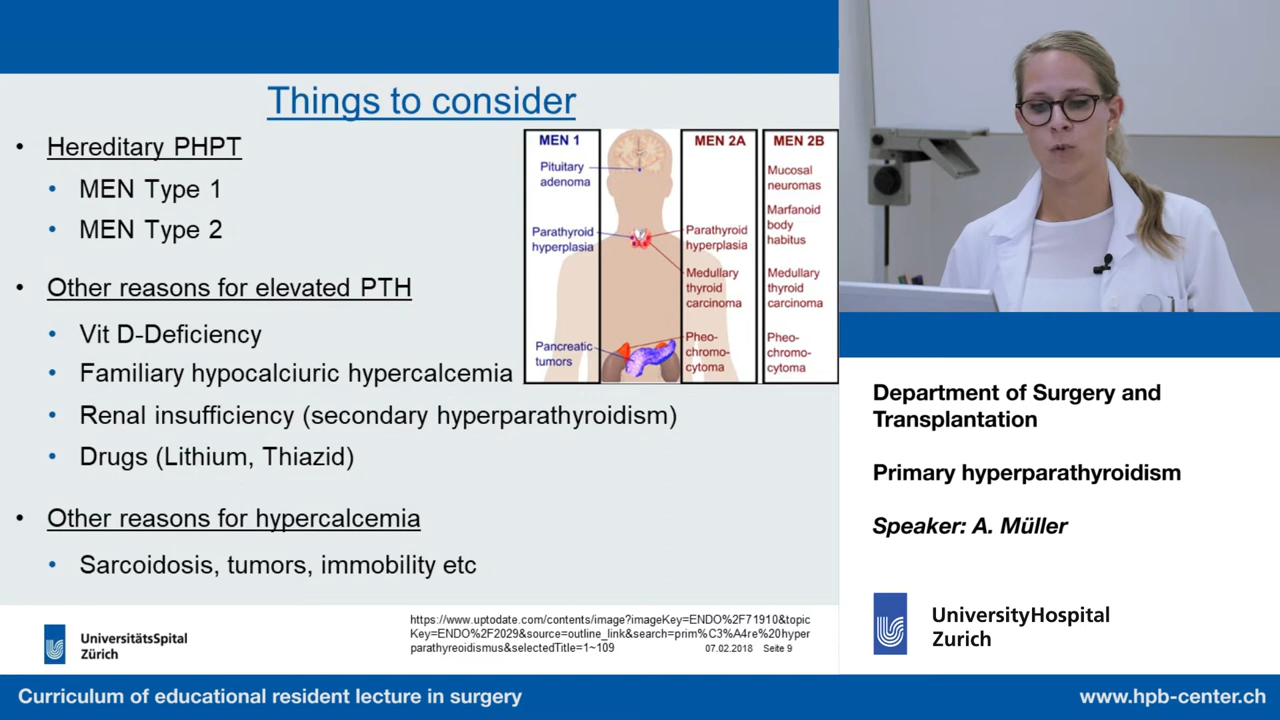 Things to consider
• Hereditary PHPT
• MEN Type 1
• MEN Type 2
• Other reasons for elevated PTH
• Vit D-Deficiency
• Familiary hypocalciuric hypercalcemia
• Renal insufficiency (secondary hyperparathyroidism)
• Drugs (Lithium, Thiazid)
• Other reasons for hypercalcemia
• Sarcoidosis, tumors, immobility etc
MEN 1
Pituitary
adenoma
Parathyroid
hyperplasia
Pancreatic
tumors
MEN 2A
Parathyroid
hyperplasia
Medullary
thyroid
carcinoma
Pheo-
chromo-
cytoma
MEN 2B
Mucosal
neuromas
Marfanoid
body
habitus
Medullary
thyroid
carcinoma
Pheo-
chromo-
cytoma
https://www.uptodate.com/contents/image?imageKey=ENDO%2F71910&topic
Key=ENDO%2F2029&source=outline_link&search=prim%C3%A4re%20hyper
parathyreoidismus&selectedTitle=1~109
07.02.2018 Seite 9
UniversitätsSpital
Zürich
Department of Surgery and
Transplantation
Primary hyperparathyroidism
Speaker: A. Müller
UniversityHospital
Zurich
Curriculum of educational resident lecture in surgery
www.hpb-center.ch